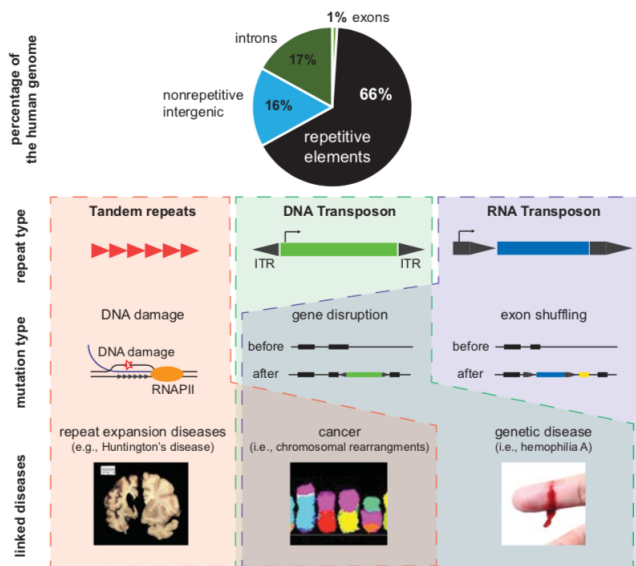 percentage of
the human genome
1% exons
introns
17%
nonrepetitive
intergenic
16%
66%
repetitive
elements
repeat type
Tandem repeats
DNA Transposon
RNA Transposon
ITR
ITR
mutation type
DNA damage
gene disruption
exon shuffling
DNA damage
RNAPII
before
after
before
after
linked diseases
repeat expansion diseases
(e.g., Huntington's disease)
cancer
(i.e., chromosomal rearrangments)
genetic disease
(i.e., hemophilia A)